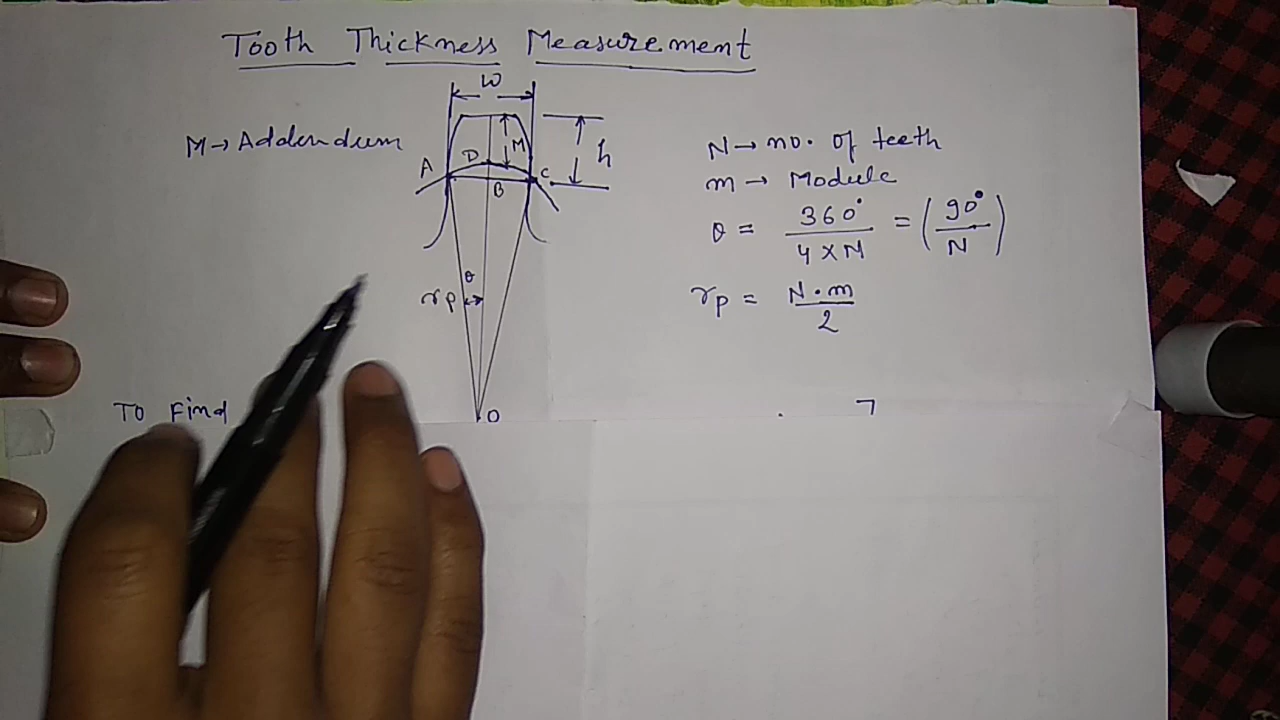 Tooth Thickness Measurement
w
M → Addendum
A D M C h
B
θ
rp
O
N → no. of teeth
m → Module
θ = 360° / 4 × N = (90° / N)
rp = N·m / 2
To Find